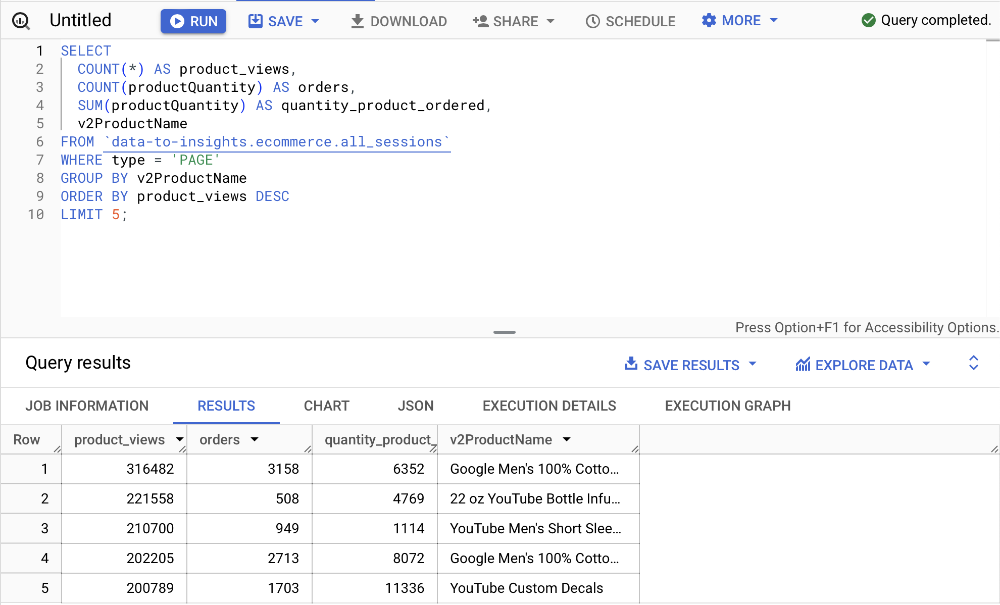 Untitled RUN SAVE DOWNLOAD SHARE SCHEDULE MORE Query completed.
1 SELECT
2 COUNT(*) AS product_views,
3 COUNT(productQuantity) AS orders,
4 SUM(productQuantity) AS quantity_product_ordered,
5 v2ProductName
6 FROM `data-to-insights.ecommerce.all_sessions`
7 WHERE type = 'PAGE'
8 GROUP BY v2ProductName
9 ORDER BY product_views DESC
10 LIMIT 5;
Press Option+F1 for Accessibility Options.
Query results SAVE RESULTS EXPLORE DATA
JOB INFORMATION RESULTS CHART JSON EXECUTION DETAILS EXECUTION GRAPH
Row product_views orders quantity_product_ v2ProductName
1 316482 3158 6352 Google Men's 100% Cotto...
2 221558 508 4769 22 oz YouTube Bottle Infu...
3 210700 949 1114 YouTube Men's Short Slee...
4 202205 2713 8072 Google Men's 100% Cotto...
5 200789 1703 11336 YouTube Custom Decals